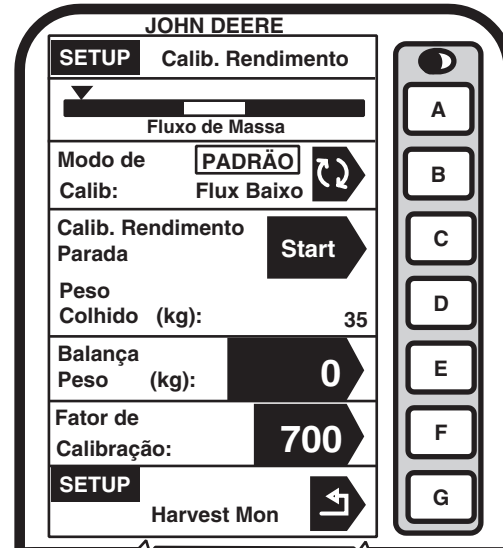 JOHN DEERE
SETUP Calib. Rendimento
Fluxo de Massa
Modo de PADRÄO
Calib: Flux Baixo
Calib. Rendimento
Parada Start
Peso
Colhido (kg): 35
Balança
Peso (kg): 0
Fator de
Calibração: 700
SETUP
Harvest Mon
A
B
C
D
E
F
G